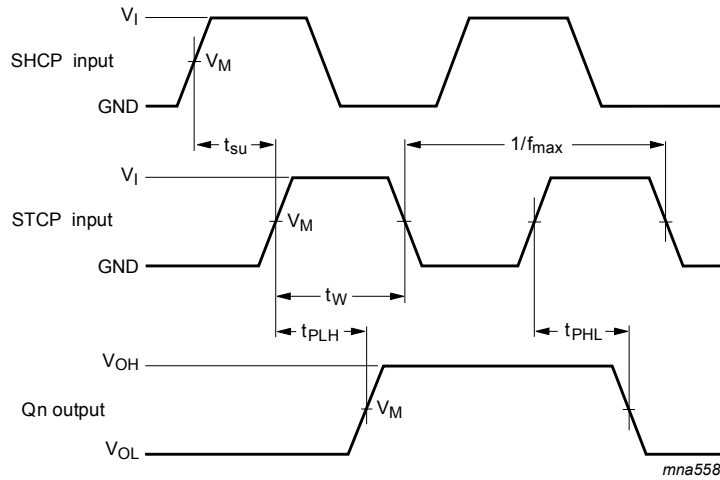 V_I
SHCP input
V_M
GND
t_su
1/f_max
V_I
STCP input
V_M
GND
t_W
t_PLH
t_PHL
V_OH
Qn output
V_M
V_OL
mna558